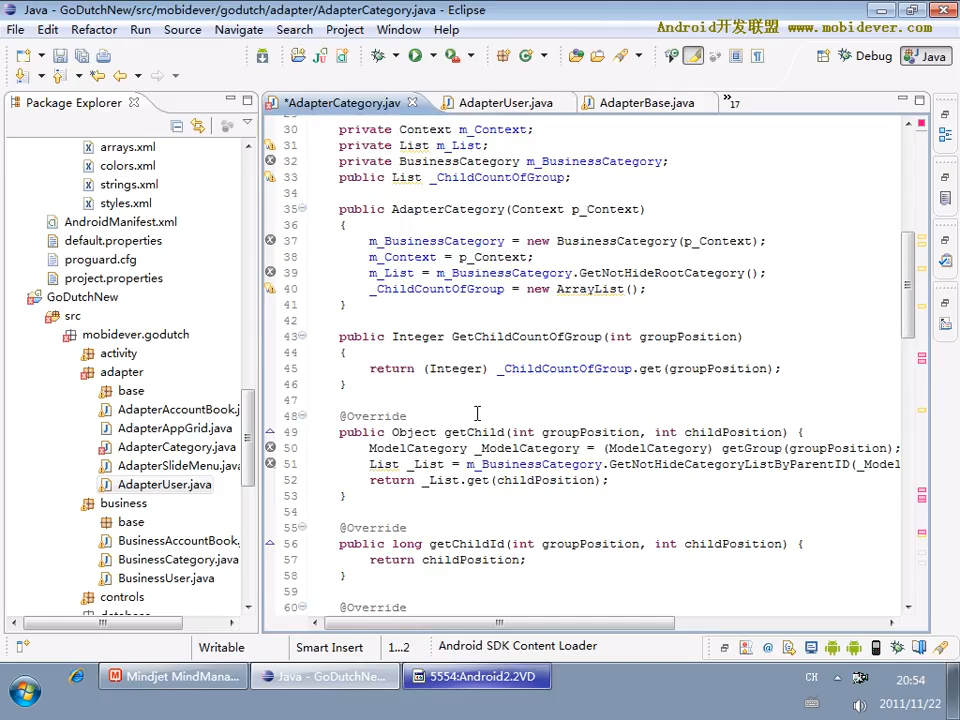 Java - GoDutchNew/src/mobidever/godutch/adapter/AdapterCategory.java - Eclipse
File Edit Refactor Run Source Navigate Search Project Window Help
Android开发联盟 www.mobidever.com
Debug Java
Package Explorer
*AdapterCategory.jav AdapterUser.java AdapterBase.java »17
arrays.xml
colors.xml
strings.xml
styles.xml
AndroidManifest.xml
default.properties
proguard.cfg
project.properties
GoDutchNew
src
mobidever.godutch
activity
adapter
base
AdapterAccountBook.j
AdapterAppGrid.java
AdapterCategory.java
AdapterSlideMenu.java
AdapterUser.java
business
base
BusinessAccountBook.
BusinessCategory.java
BusinessUser.java
controls
database
30 private Context m_Context;
31 private List m_List;
32 private BusinessCategory m_BusinessCategory;
33 public List _ChildCountOfGroup;
34
35 public AdapterCategory(Context p_Context)
36 {
37 m_BusinessCategory = new BusinessCategory(p_Context);
38 m_Context = p_Context;
39 m_List = m_BusinessCategory.GetNotHideRootCategory();
40 _ChildCountOfGroup = new ArrayList();
41 }
42
43 public Integer GetChildCountOfGroup(int groupPosition)
44 {
45 return (Integer) _ChildCountOfGroup.get(groupPosition);
46 }
47
48 @Override
49 public Object getChild(int groupPosition, int childPosition) {
50 ModelCategory _ModelCategory = (ModelCategory) getGroup(groupPosition);
51 List _List = m_BusinessCategory.GetNotHideCategoryListByParentID(_Model
52 return _List.get(childPosition);
53 }
54
55 @Override
56 public long getChildId(int groupPosition, int childPosition) {
57 return childPosition;
58 }
59
60 @Override
Writable Smart Insert 1...2 Android SDK Content Loader
Mindjet MindMana... Java - GoDutchNe... 5554:Android2.2VD
CH 20:54
2011/11/22